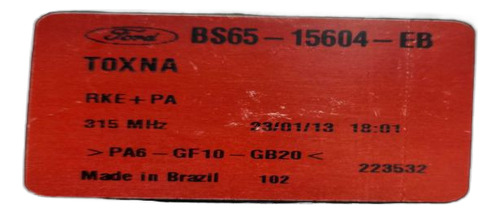 Ford BS65-15604-EB
TOXNA
RKE+PA
315 MHz 23/01/13 18:01
>PA6-GF10-GB20< 223532
Made in Brazil 102